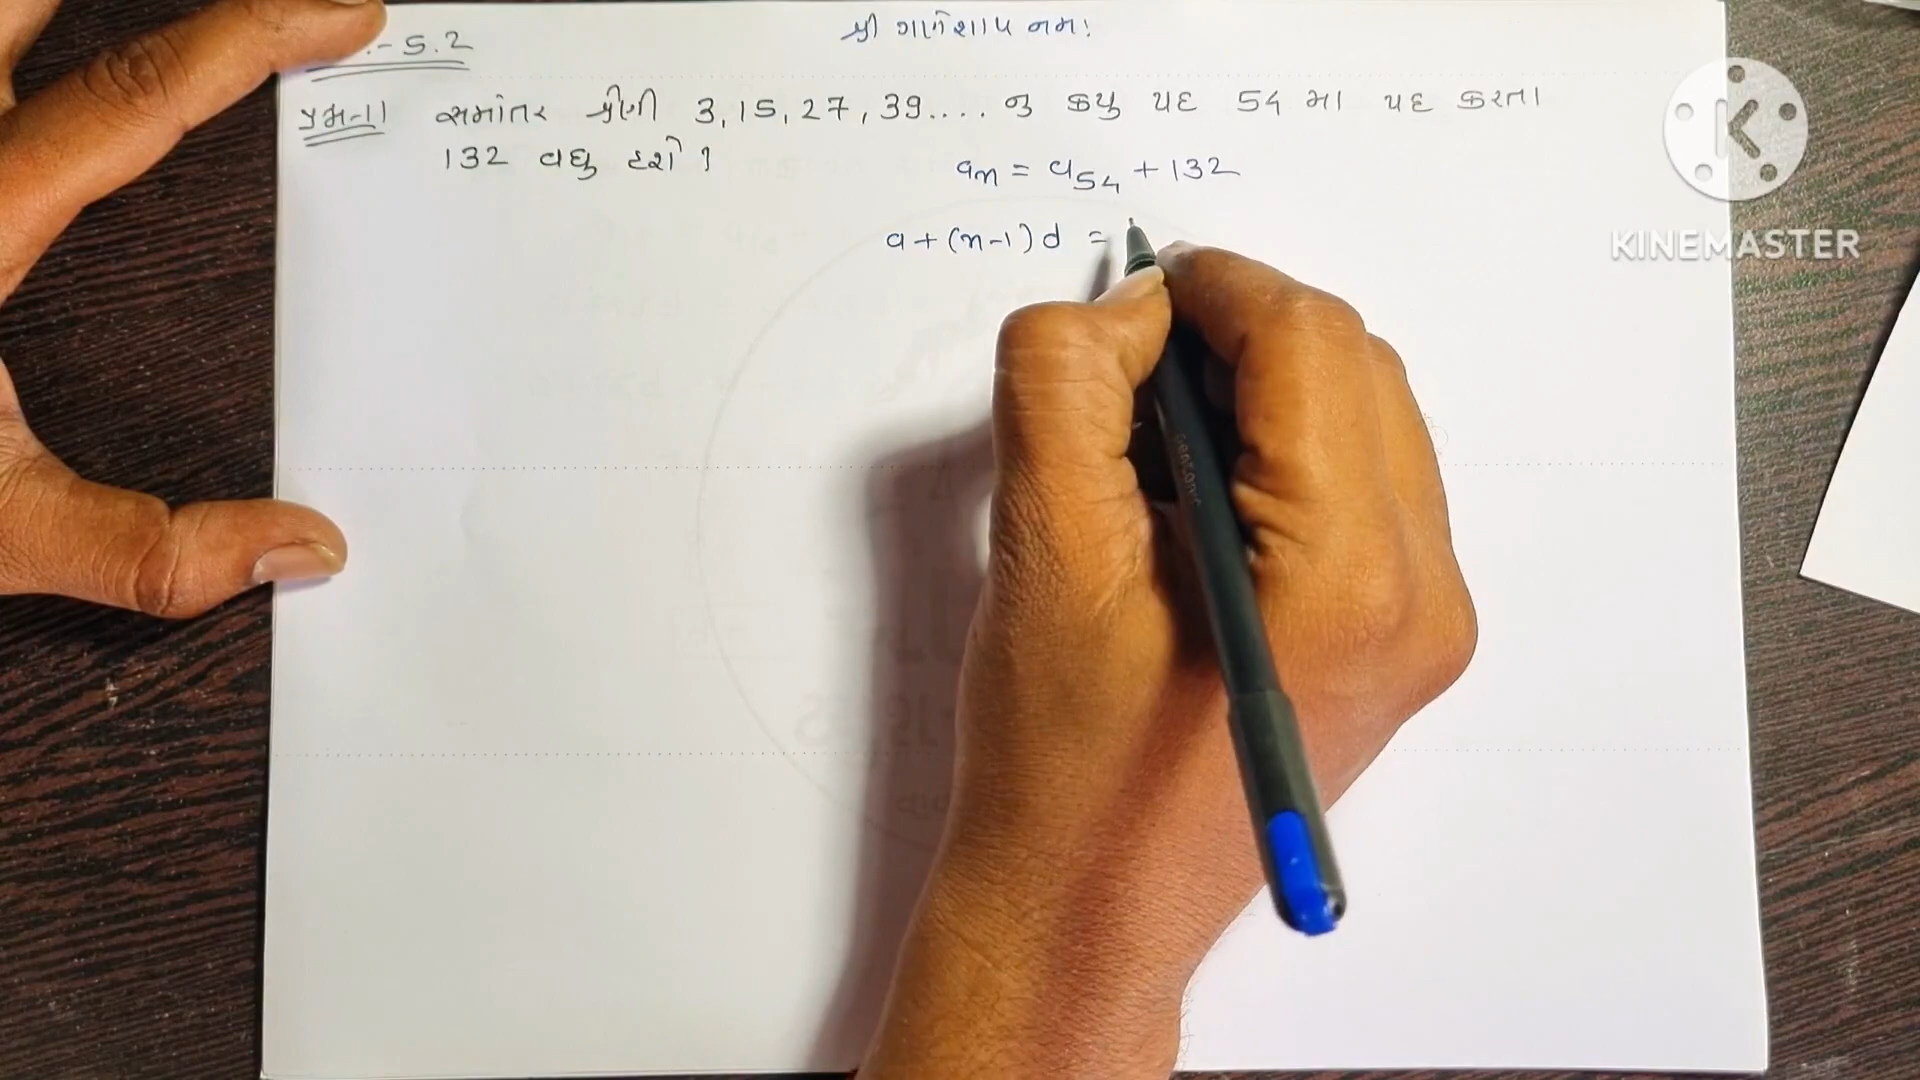 શ્રી ગણેશાય નમઃ
.- 5.2
પ્રશ્ન-11 સમાંતર શ્રેણી 3, 15, 27, 39.... નુ કયુ પદ 54 મા પદ કરતા
132 વધુ હશે ?
an = a54 + 132
a + (n-1) d =
KINEMASTER